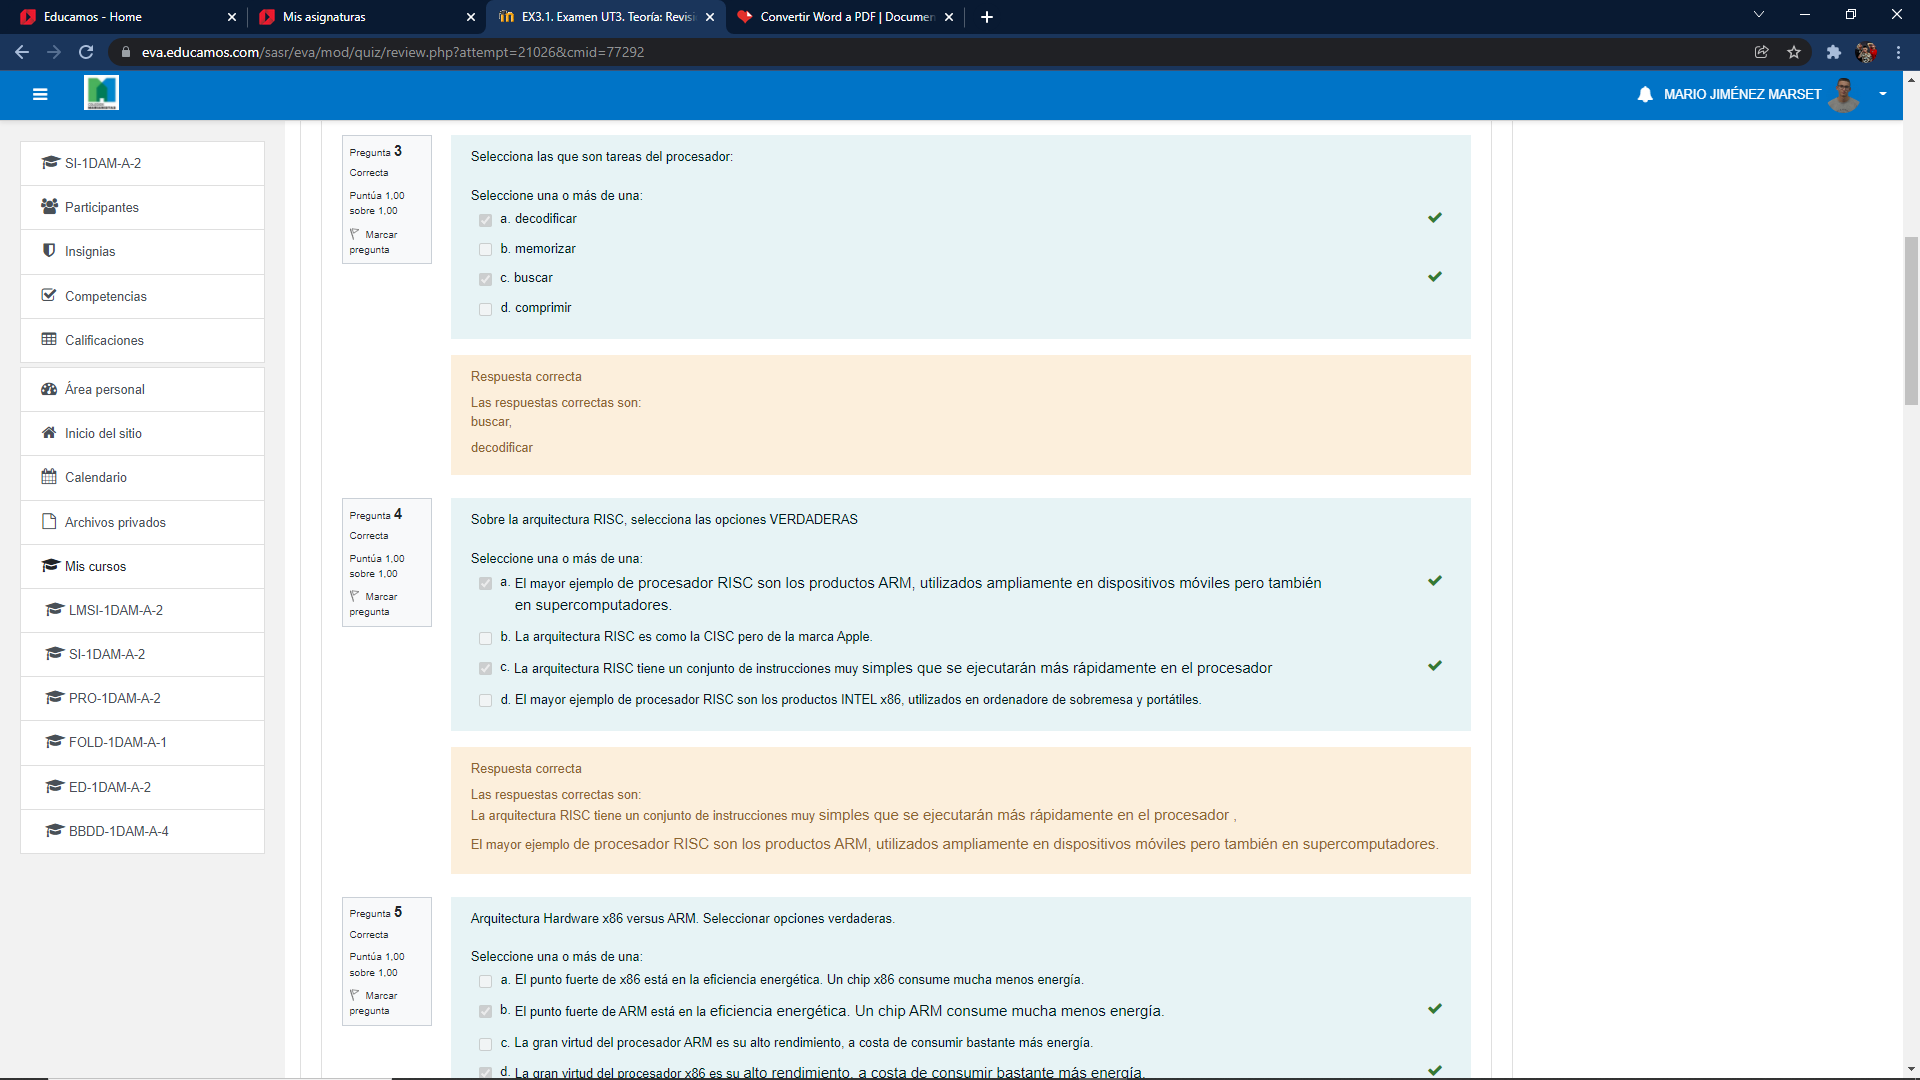 Educamos - Home
Mis asignaturas
EX3.1. Examen UT3. Teoría: Revisi
Convertir Word a PDF | Documen
eva.educamos.com/sasr/eva/mod/quiz/review.php?attempt=21026&cmid=77292
MARIO JIMÉNEZ MARSET
SI-1DAM-A-2
Participantes
Insignias
Competencias
Calificaciones
Área personal
Inicio del sitio
Calendario
Archivos privados
Mis cursos
LMSI-1DAM-A-2
SI-1DAM-A-2
PRO-1DAM-A-2
FOLD-1DAM-A-1
ED-1DAM-A-2
BBDD-1DAM-A-4
Pregunta 3
Correcta
Puntúa 1,00
sobre 1,00
Marcar
pregunta
Selecciona las que son tareas del procesador:
Seleccione una o más de una:
a. decodificar
b. memorizar
c. buscar
d. comprimir
Respuesta correcta
Las respuestas correctas son:
buscar,
decodificar
Pregunta 4
Correcta
Puntúa 1,00
sobre 1,00
Marcar
pregunta
Sobre la arquitectura RISC, selecciona las opciones VERDADERAS
Seleccione una o más de una:
a. El mayor ejemplo de procesador RISC son los productos ARM, utilizados ampliamente en dispositivos móviles pero también
en supercomputadores.
b. La arquitectura RISC es como la CISC pero de la marca Apple.
c. La arquitectura RISC tiene un conjunto de instrucciones muy simples que se ejecutarán más rápidamente en el procesador
d. El mayor ejemplo de procesador RISC son los productos INTEL x86, utilizados en ordenadore de sobremesa y portátiles.
Respuesta correcta
Las respuestas correctas son:
La arquitectura RISC tiene un conjunto de instrucciones muy simples que se ejecutarán más rápidamente en el procesador ,
El mayor ejemplo de procesador RISC son los productos ARM, utilizados ampliamente en dispositivos móviles pero también en supercomputadores.
Pregunta 5
Correcta
Puntúa 1,00
sobre 1,00
Marcar
pregunta
Arquitectura Hardware x86 versus ARM. Seleccionar opciones verdaderas.
Seleccione una o más de una:
a. El punto fuerte de x86 está en la eficiencia energética. Un chip x86 consume mucha menos energía.
b. El punto fuerte de ARM está en la eficiencia energética. Un chip ARM consume mucha menos energía.
c. La gran virtud del procesador ARM es su alto rendimiento, a costa de consumir bastante más energía.
d. La gran virtud del procesador x86 es su alto rendimiento, a costa de consumir bastante más energía.